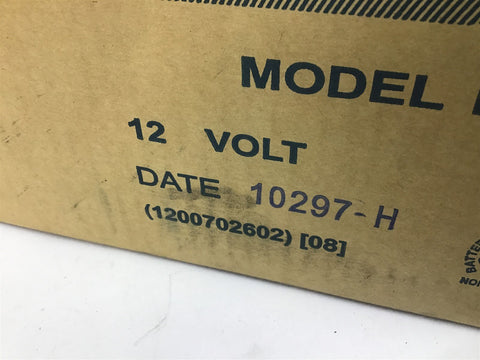 MODEL
12 VOLT
DATE 10297-H
(1200702602) [08]